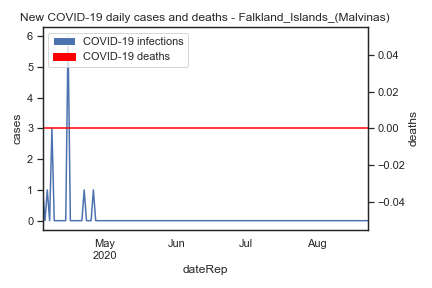 New COVID-19 daily cases and deaths - Falkland_Islands_(Malvinas)
COVID-19 infections
COVID-19 deaths
6
5
4
3
2
1
0
cases
0.04
0.02
0.00
−0.02
−0.04
deaths
May
2020
Jun
Jul
Aug
dateRep